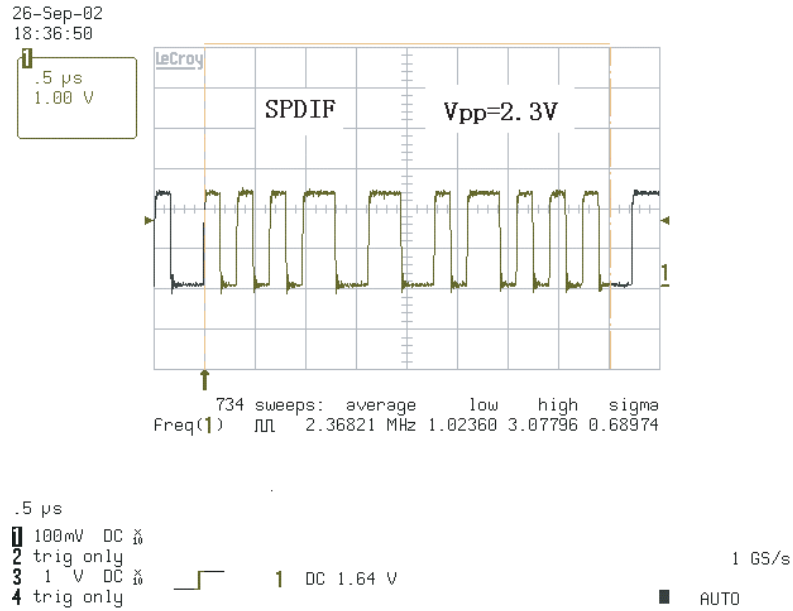 26-Sep-02
18:36:50
1
.5 µs
1.00 V
LeCroy
SPDIF
Vpp=2.3V
1
734 sweeps: average low high sigma
Freq(1) 2.36821 MHz 1.02360 3.07796 0.68974
.5 µs
1 100mV DC X10
2 trig only
3 1 V DC X10
4 trig only
1 DC 1.64 V
1 GS/s
AUTO